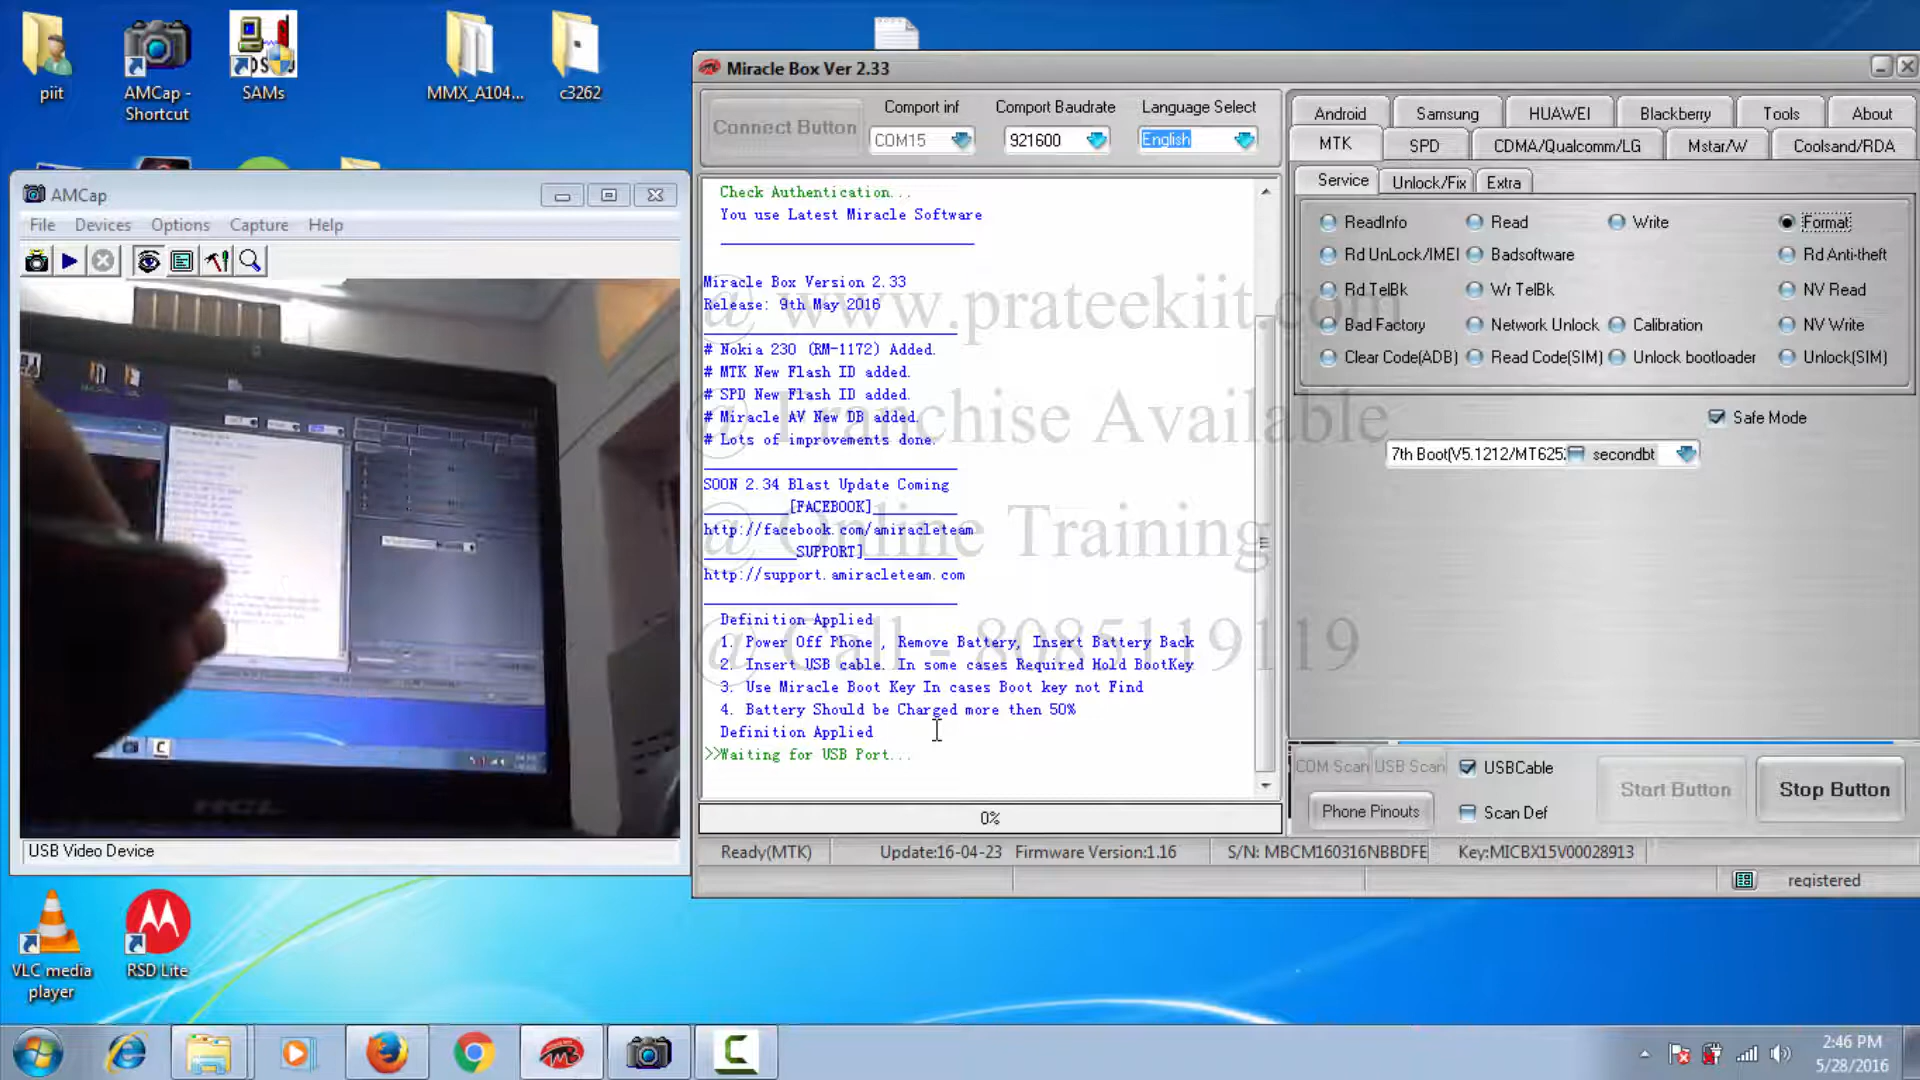 piit
AMCap -
Shortcut
SAMs
MMX_A104...
c3262
AMCap
File Devices Options Capture Help
HCL
USB Video Device
Miracle Box Ver 2.33
Connect Button
Comport inf Comport Baudrate Language Select
COM15 921600 English
Check Authentication...
You use Latest Miracle Software
Miracle Box Version 2.33
Release: 9th May 2016
# Nokia 230 (RM-1172) Added.
# MTK New Flash ID added.
# SPD New Flash ID added.
# Miracle AV New DB added.
# Lots of improvements done.
SOON 2.34 Blast Update Coming
[FACEBOOK]
http://facebook.com/amiracleteam
SUPPORT]
http://support.amiracleteam.com
Definition Applied
1. Power Off Phone , Remove Battery, Insert Battery Back
2. Insert USB cable. In some cases Required Hold BootKey
3. Use Miracle Boot Key In cases Boot key not Find
4. Battery Should be Charged more then 50%
Definition Applied
>>Waiting for USB Port...
0%
@ www.prateekiit.com
@ Franchise Available
@ Online Training
@ Call - 8085119119
Android Samsung HUAWEI Blackberry Tools About
MTK SPD CDMA/Qualcomm/LG Mstar/W Coolsand/RDA
Service Unlock/Fix Extra
ReadInfo Read Write Format
Rd UnLock/IMEI Badsoftware Rd Anti-theft
Rd TelBk Wr TelBk NV Read
Bad Factory Network Unlock Calibration NV Write
Clear Code(ADB) Read Code(SIM) Unlock bootloader Unlock(SIM)
Safe Mode
7th Boot(V5.1212/MT625: secondbt
COM Scan USB Scan USBCable
Start Button Stop Button
Phone Pinouts Scan Def
Ready(MTK) Update:16-04-23 Firmware Version:1.16 S/N: MBCM160316NBBDFE Key:MICBX15V00028913
registered
VLC media
player
RSD Lite
2:46 PM
5/28/2016